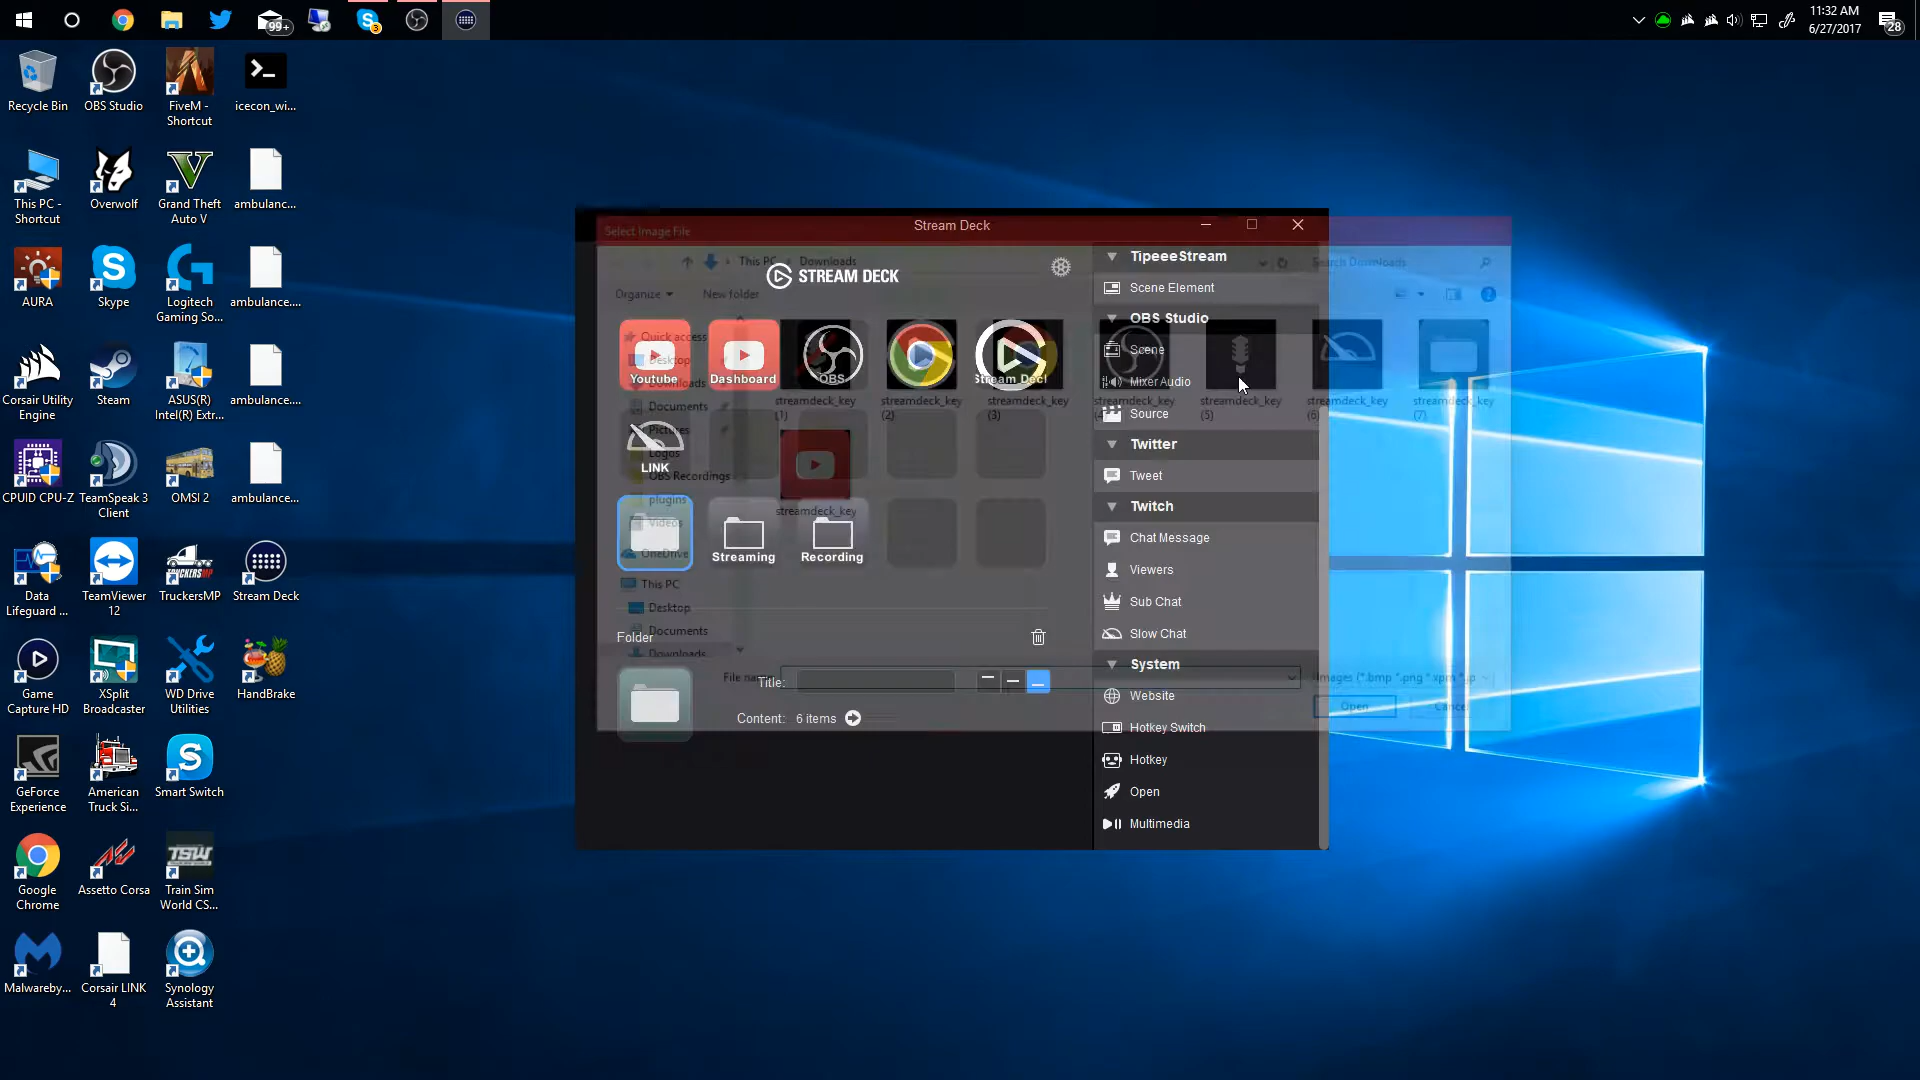 99+
3
11:32 AM
6/27/2017
28
Recycle Bin
OBS Studio
FiveM -
Shortcut
icecon_wi...
This PC -
Shortcut
Overwolf
Grand Theft
Auto V
ambulanc...
AURA
Skype
Logitech
Gaming So...
ambulance....
Corsair Utility
Engine
Steam
ASUS(R)
Intel(R) Extr...
ambulance....
CPUID CPU-Z
TeamSpeak 3
Client
OMSI 2
ambulance...
Data
Lifeguard ...
TeamViewer
12
TruckersMP
Stream Deck
Game
Capture HD
XSplit
Broadcaster
WD Drive
Utilities
HandBrake
GeForce
Experience
American
Truck Si...
Smart Switch
Google
Chrome
Assetto Corsa
TSW
Train Sim
World CS...
Malwareby...
Corsair LINK
4
Synology
Assistant
Select Image File
Stream Deck
This PC
Downloads
Search Downloads
STREAM DECK
Organize
New folder
Quick access
Desktop
Downloads
Documents
Pictures
Logos
OBS Recordings
plugins
Videos
OneDrive
This PC
Desktop
Documents
Downloads
Youtube
Dashboard
OBS
Stream Decl
LINK
Streaming
Recording
streamdeck_key
(1)
streamdeck_key
(2)
streamdeck_key
(3)
streamdeck_key
streamdeck_key
(5)
streamdeck_key
(6)
streamdeck_key
(7)
streamdeck_key
Folder
File na
Title:
Content: 6 items
Images (*.bmp *.png *.xpm *.jp
Open
Cancel
TipeeeStream
Scene Element
OBS Studio
Scene
Mixer Audio
Source
Twitter
Tweet
Twitch
Chat Message
Viewers
Sub Chat
Slow Chat
System
Website
Hotkey Switch
Hotkey
Open
Multimedia